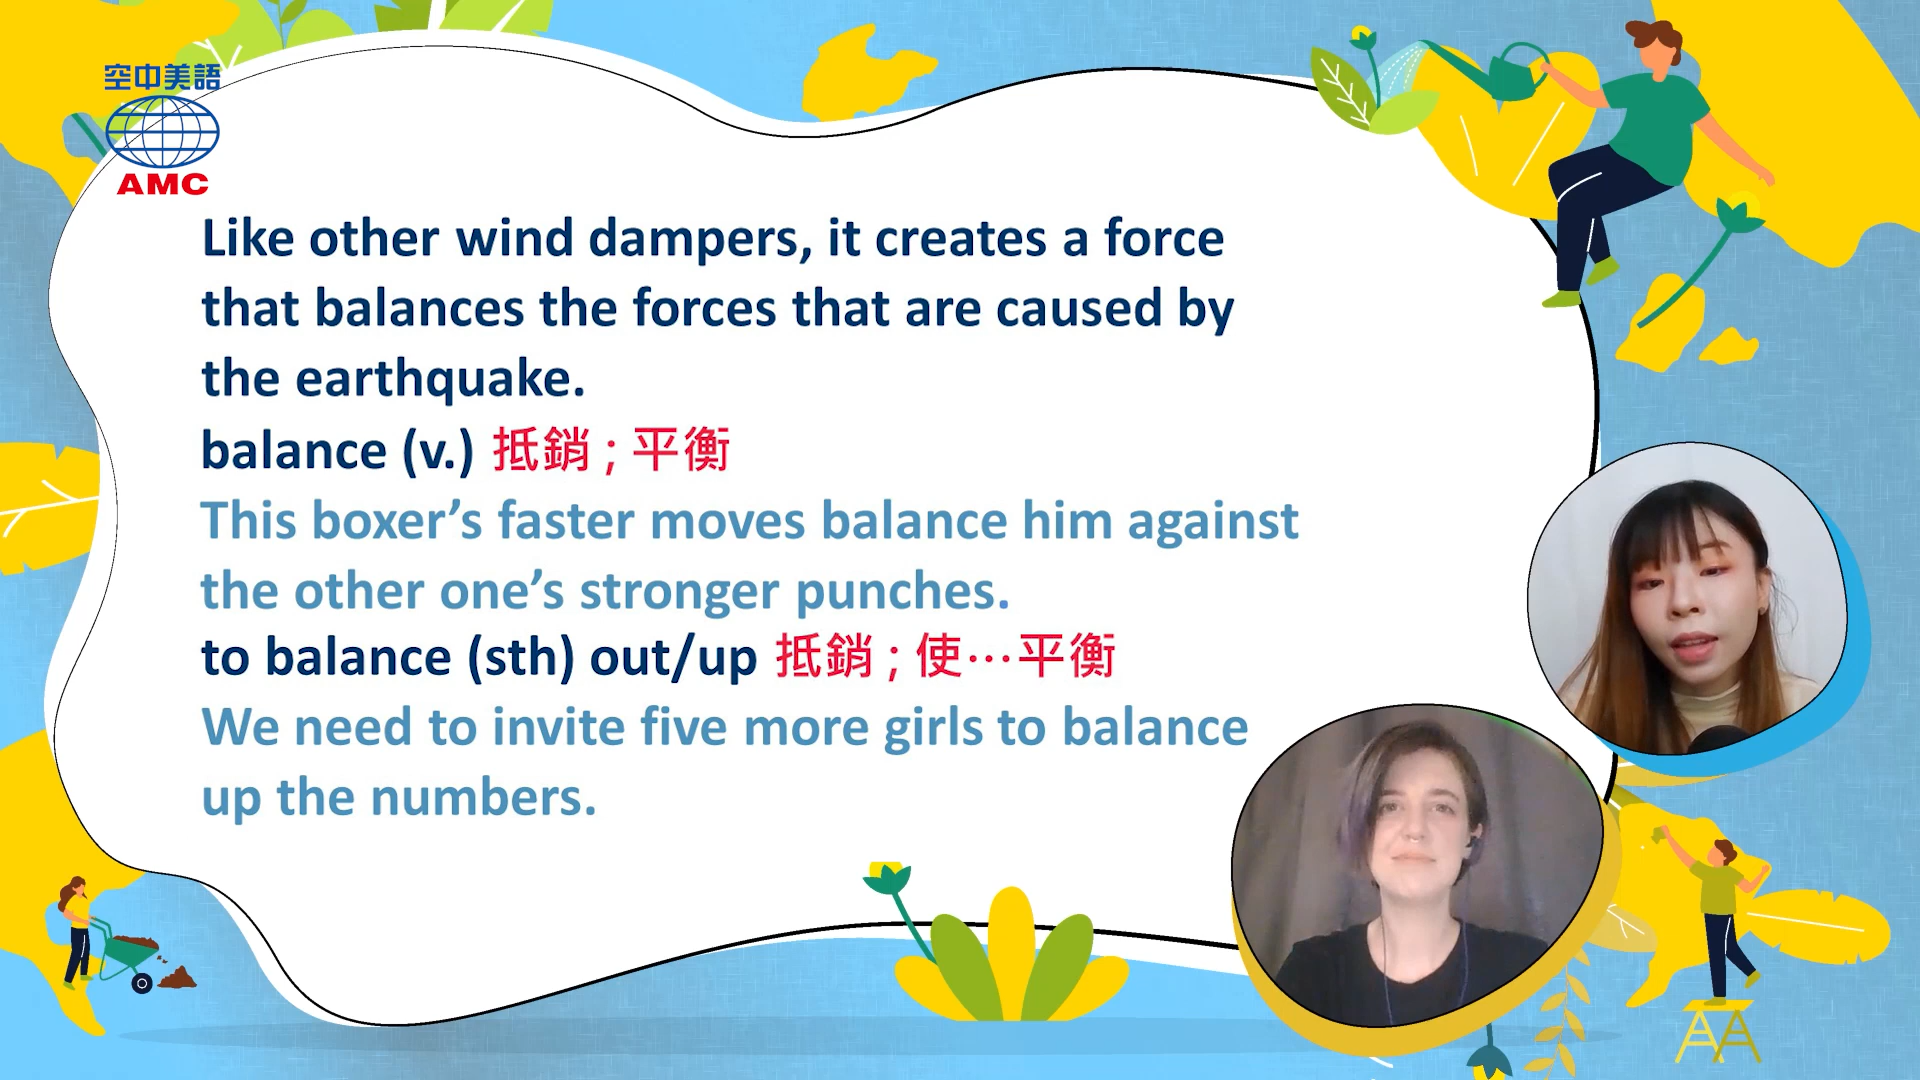 空中美語
AMC
Like other wind dampers, it creates a force
that balances the forces that are caused by
the earthquake.
balance (v.) 抵銷 ; 平衡
This boxer’s faster moves balance him against
the other one’s stronger punches.
to balance (sth) out/up 抵銷 ; 使…平衡
We need to invite five more girls to balance
up the numbers.